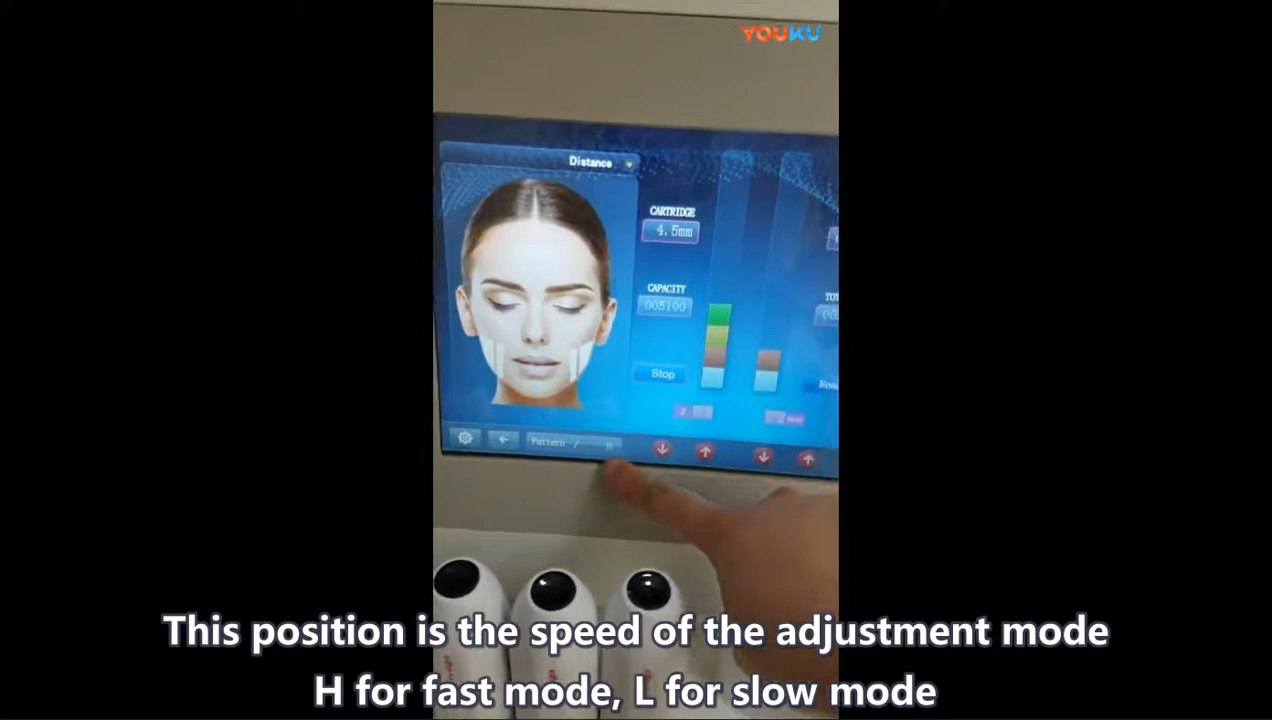 YOUKU
Distance
CARTRIDGE
4.5mm
CAPACITY
005100
Stop
Pattern / H
This position is the speed of the adjustment mode
H for fast mode, L for slow mode